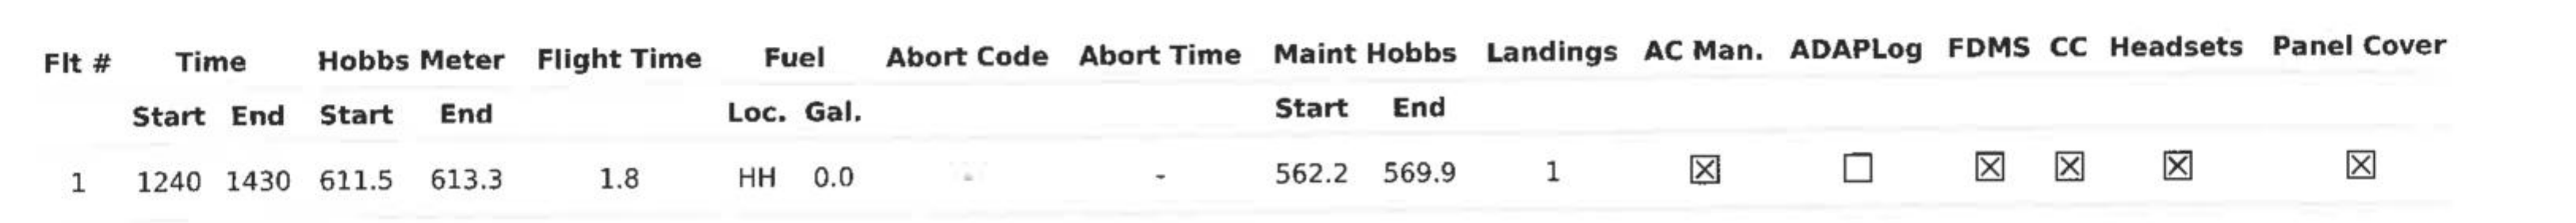 Flt # Time Hobbs Meter Flight Time Fuel Abort Code Abort Time Maint Hobbs Landings AC Man. ADAPLog FDMS CC Headsets Panel Cover
Start End Start End Loc. Gal. Start End
1 1240 1430 611.5 613.3 1.8 HH 0.0 - - 562.2 569.9 1 ☒ ☐ ☒ ☒ ☒ ☒